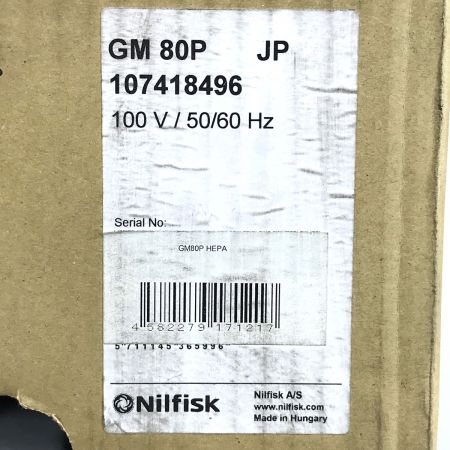 GM 80P JP
107418496
100 V / 50/60 Hz
Serial No:
GM80P HEPA
4 582279 171217
5 711145 365996
Nilfisk
Nilfisk A/S
www.nilfisk.com
Made in Hungary